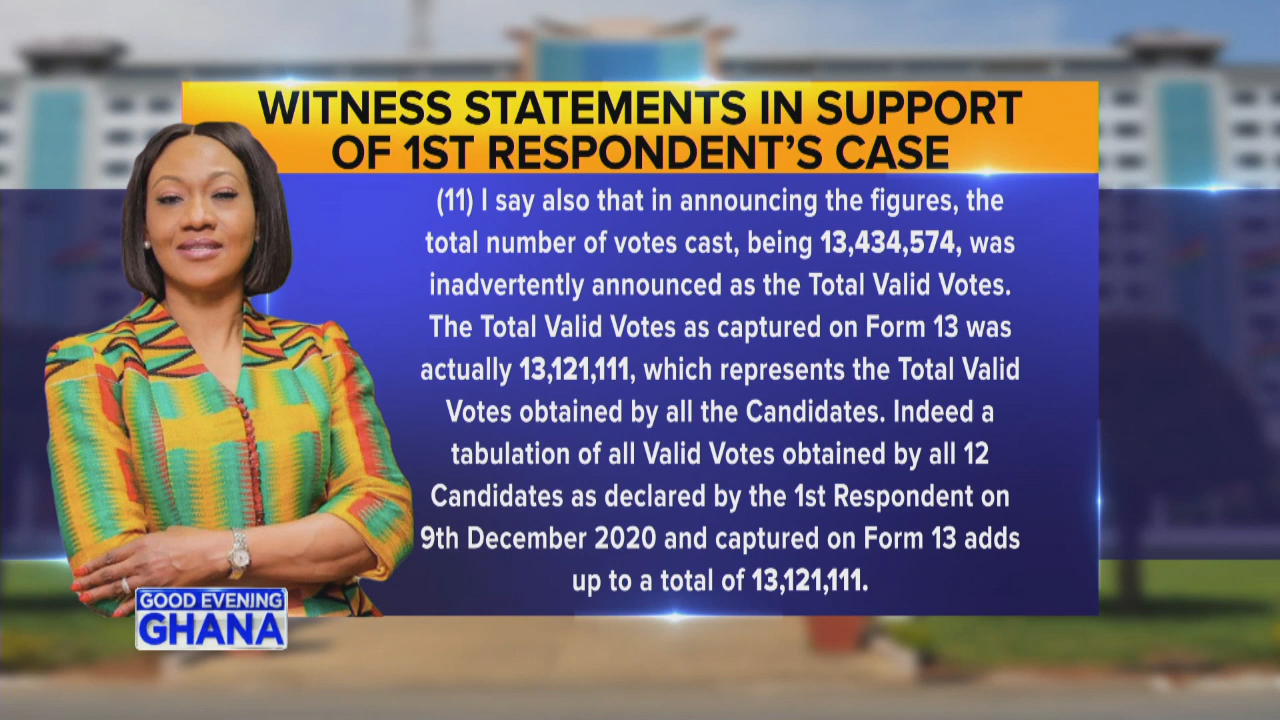 WITNESS STATEMENTS IN SUPPORT
OF 1ST RESPONDENT'S CASE
(11) I say also that in announcing the figures, the
total number of votes cast, being 13,434,574, was
inadvertently announced as the Total Valid Votes.
The Total Valid Votes as captured on Form 13 was
actually 13,121,111, which represents the Total Valid
Votes obtained by all the Candidates. Indeed a
tabulation of all Valid Votes obtained by all 12
Candidates as declared by the 1st Respondent on
9th December 2020 and captured on Form 13 adds
up to a total of 13,121,111.
GOOD EVENING
GHANA